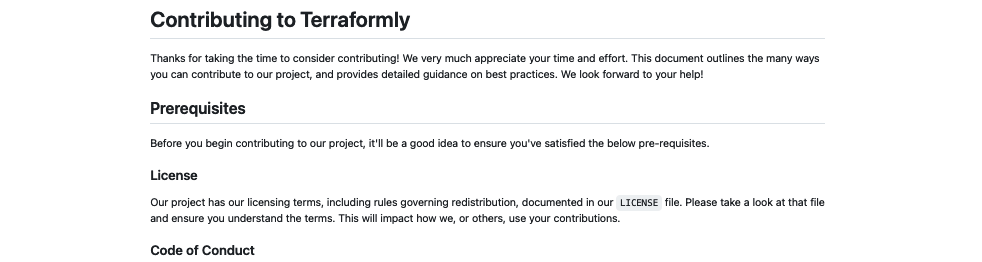 Contributing to Terraformly
Thanks for taking the time to consider contributing! We very much appreciate your time and effort. This document outlines the many ways
you can contribute to our project, and provides detailed guidance on best practices. We look forward to your help!
Prerequisites
Before you begin contributing to our project, it'll be a good idea to ensure you've satisfied the below pre-requisites.
License
Our project has our licensing terms, including rules governing redistribution, documented in our LICENSE file. Please take a look at that file
and ensure you understand the terms. This will impact how we, or others, use your contributions.
Code of Conduct